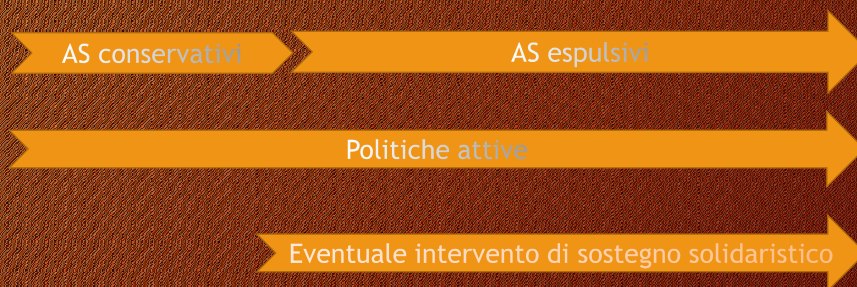 AS conservativi
AS espulsivi
Politiche attive
Eventuale intervento di sostegno solidaristico